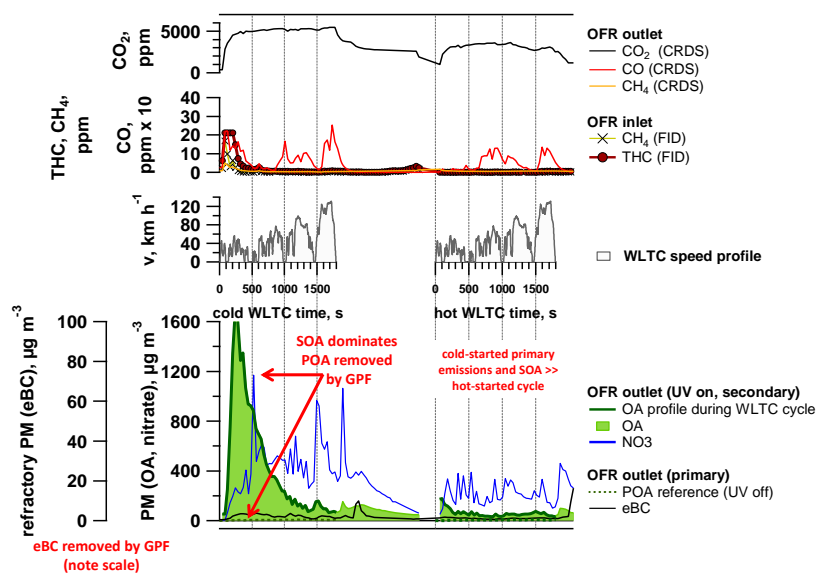 CO₂, ppm
5000
0
OFR outlet
CO₂ (CRDS)
CO (CRDS)
CH₄ (CRDS)
THC, CH₄, ppm
CO, ppm x 10
40
30
20
10
0
OFR inlet
CH₄ (FID)
THC (FID)
v, km h⁻¹
120
80
40
0
WLTC speed profile
0 500 1000 1500
0 500 1000 1500
cold WLTC time, s
hot WLTC time, s
refractory PM (eBC), µg m⁻³
100
80
60
40
20
0
PM (OA, nitrate), µg m⁻³
1600
1200
800
400
0
SOA dominates
POA removed
by GPF
cold-started primary
emissions and SOA >>
hot-started cycle
OFR outlet (UV on, secondary)
OA profile during WLTC cycle
OA
NO3
OFR outlet (primary)
POA reference (UV off)
eBC
eBC removed by GPF
(note scale)